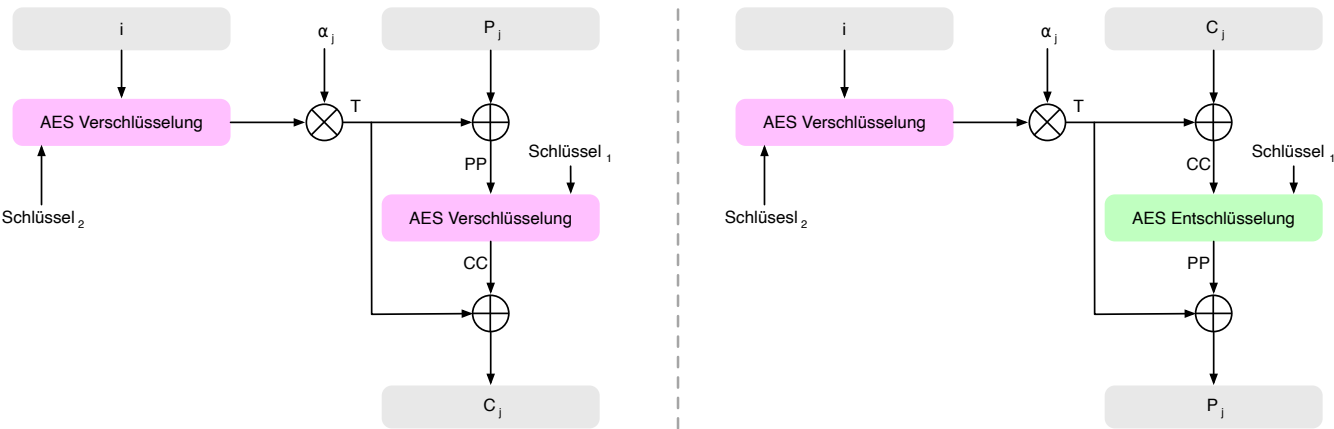 i
α j
P j
AES Verschlüsselung
T
Schlüssel 1
PP
Schlüssel 2
AES Verschlüsselung
CC
C j
i
α j
C j
AES Verschlüsselung
T
Schlüssel 1
CC
Schlüsesl 2
AES Entschlüsselung
PP
P j